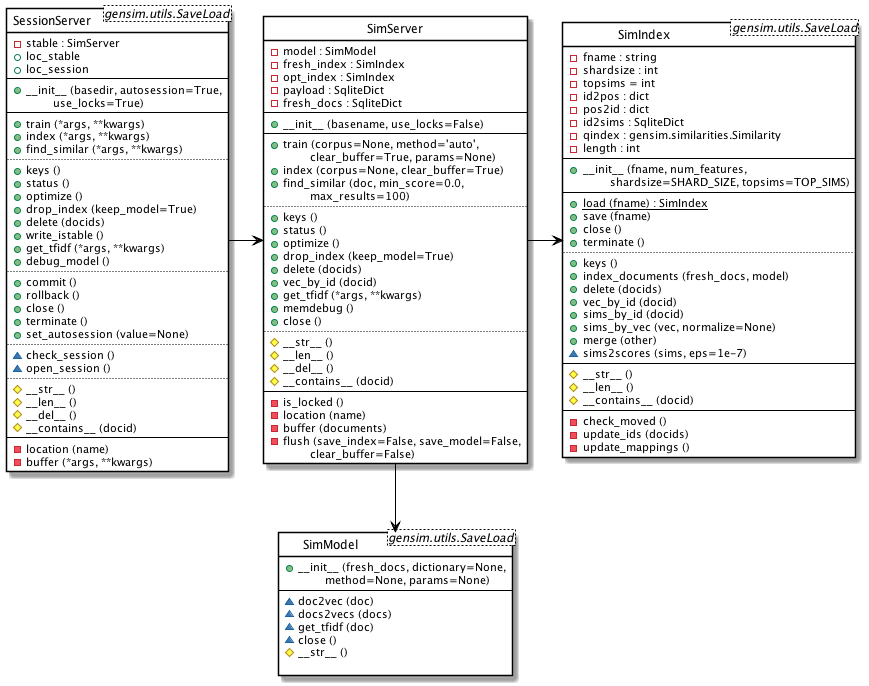 SessionServer
gensim.utils.SaveLoad
stable : SimServer
loc_stable
loc_session
__init__ (basedir, autosession=True,
use_locks=True)
train (*args, **kwargs)
index (*args, **kwargs)
find_similar (*args, **kwargs)
keys ()
status ()
optimize ()
drop_index (keep_model=True)
delete (docids)
write_istable ()
get_tfidf (*args, **kwargs)
debug_model ()
commit ()
rollback ()
close ()
terminate ()
set_autosession (value=None)
check_session ()
open_session ()
__str__ ()
__len__ ()
__del__ ()
__contains__ (docid)
location (name)
buffer (*args, **kwargs)
SimServer
model : SimModel
fresh_index : SimIndex
opt_index : SimIndex
payload : SqliteDict
fresh_docs : SqliteDict
__init__ (basename, use_locks=False)
train (corpus=None, method='auto',
clear_buffer=True, params=None)
index (corpus=None, clear_buffer=True)
find_similar (doc, min_score=0.0,
max_results=100)
keys ()
status ()
optimize ()
drop_index (keep_model=True)
delete (docids)
vec_by_id (docid)
get_tfidf (*args, **kwargs)
memdebug ()
close ()
__str__ ()
__len__ ()
__del__ ()
__contains__ (docid)
is_locked ()
location (name)
buffer (documents)
flush (save_index=False, save_model=False,
clear_buffer=False)
SimIndex
gensim.utils.SaveLoad
fname : string
shardsize : int
topsims = int
id2pos : dict
pos2id : dict
id2sims : SqliteDict
qindex : gensim.similarities.Similarity
length : int
__init__ (fname, num_features,
shardsize=SHARD_SIZE, topsims=TOP_SIMS)
load (fname) : SimIndex
save (fname)
close ()
terminate ()
keys ()
index_documents (fresh_docs, model)
delete (docids)
vec_by_id (docid)
sims_by_id (docid)
sims_by_vec (vec, normalize=None)
merge (other)
sims2scores (sims, eps=1e-7)
__str__ ()
__len__ ()
__contains__ (docid)
check_moved ()
update_ids (docids)
update_mappings ()
SimModel
gensim.utils.SaveLoad
__init__ (fresh_docs, dictionary=None,
method=None, params=None)
doc2vec (doc)
docs2vecs (docs)
get_tfidf (doc)
close ()
__str__ ()